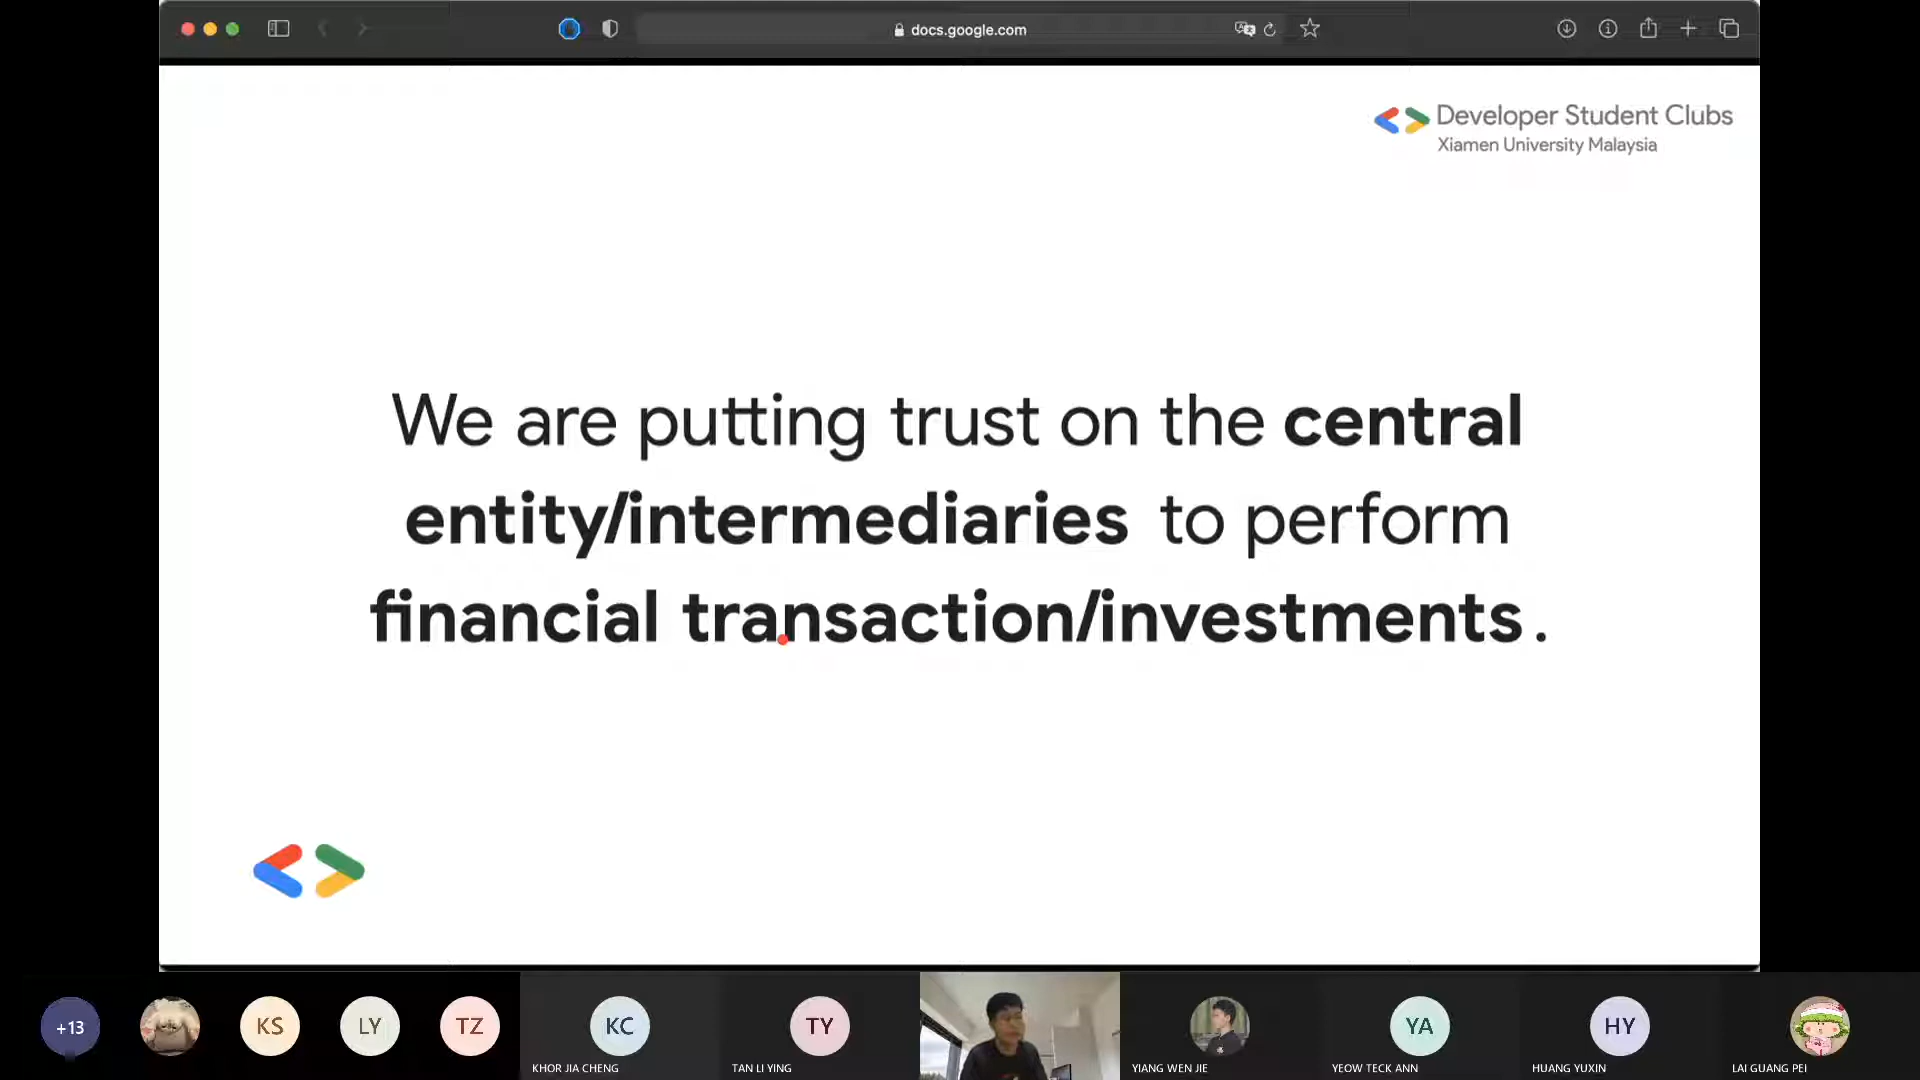 docs.google.com
Developer Student Clubs
Xiamen University Malaysia
We are putting trust on the central
entity/intermediaries to perform
financial transaction/investments.
+13
KS
LY
TZ
KC
TY
YA
HY
KHOR JIA CHENG
TAN LI YING
YIANG WEN JIE
YEOW TECK ANN
HUANG YUXIN
LAI GUANG PEI